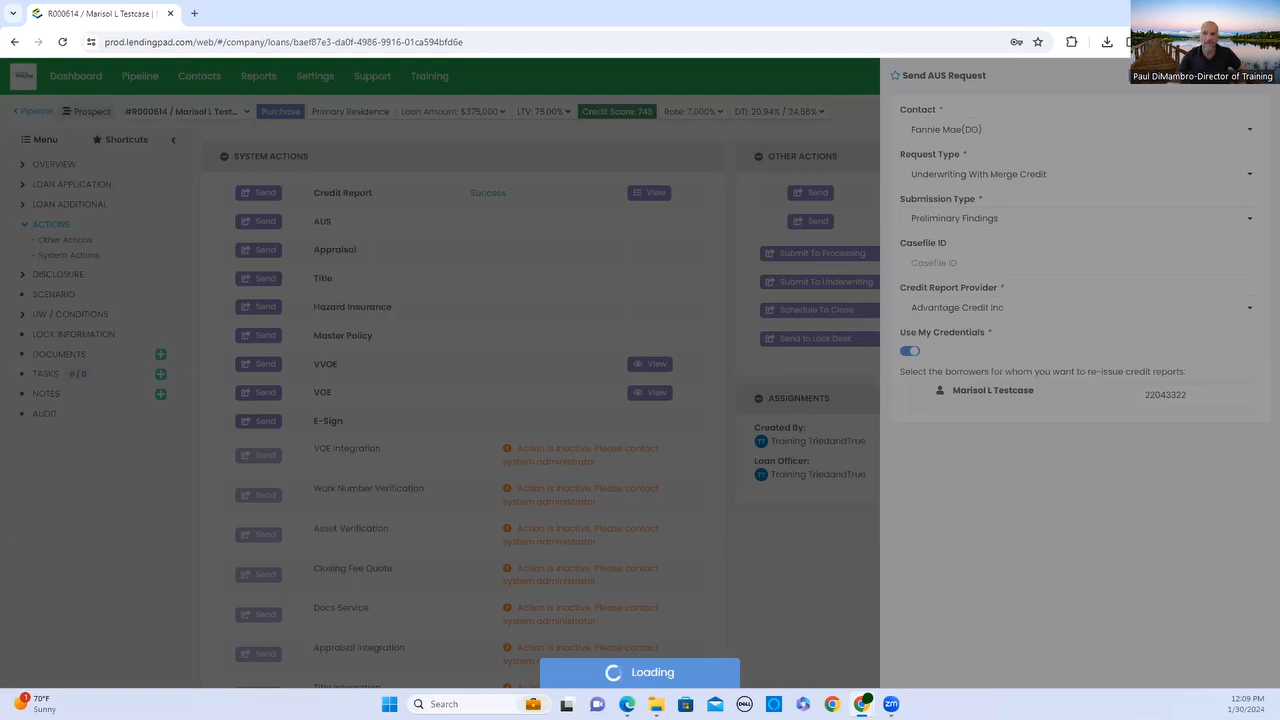 R000614 / Marisol L Testcase
prod.lendingpad.com/web/#/company/loans/baef87e3-da0f-4986-9916-01ca594bfd6e
Paul DiMambro-Director of Training
Dashboard Pipeline Contacts Reports Settings Support Training
Pipeline Prospect #R000614 / Marisol L Test... Purchase Primary Residence Loan Amount: $375,000 LTV: 75.00% Credit Score: 743 Rate: 7.000% DTI: 20.94% / 24.56%
Menu Shortcuts
OVERVIEW
LOAN APPLICATION
LOAN ADDITIONAL
ACTIONS
Other Actions
System Actions
DISCLOSURE
SCENARIO
UW / CONDITIONS
LOCK INFORMATION
DOCUMENTS
TASKS 0 / 0
NOTES
AUDIT
SYSTEM ACTIONS
Send Credit Report Success View
Send AUS
Send Appraisal
Send Title
Send Hazard Insurance
Send Master Policy
Send VVOE View
Send VOE View
Send E-Sign
Send VOE Integration Action is inactive. Please contact
system administrator.
Send Work Number Verification Action is inactive. Please contact
system administrator.
Send Asset Verification Action is inactive. Please contact
system administrator.
Send Closing Fee Quote Action is inactive. Please contact
system administrator.
Send Docs Service Action is inactive. Please contact
system administrator.
Send Appraisal Integration Action is inactive. Please contact
OTHER ACTIONS
Send
Send
Submit To Processing
Submit To Underwriting
Schedule To Close
Send to Lock Desk
ASSIGNMENTS
Created By:
TT Training TriedandTrue
Loan Officer:
TT Training TriedandTrue
Send AUS Request
Contact *
Fannie Mae(DO)
Request Type *
Underwriting With Merge Credit
Submission Type *
Preliminary Findings
Casefile ID
Casefile ID
Credit Report Provider *
Advantage Credit Inc
Use My Credentials *
Select the borrowers for whom you want to re-issue credit reports:
Marisol L Testcase 22043322
Loading
1
70°F
Sunny
Search
DELL
zm
12:09 PM
1/30/2024